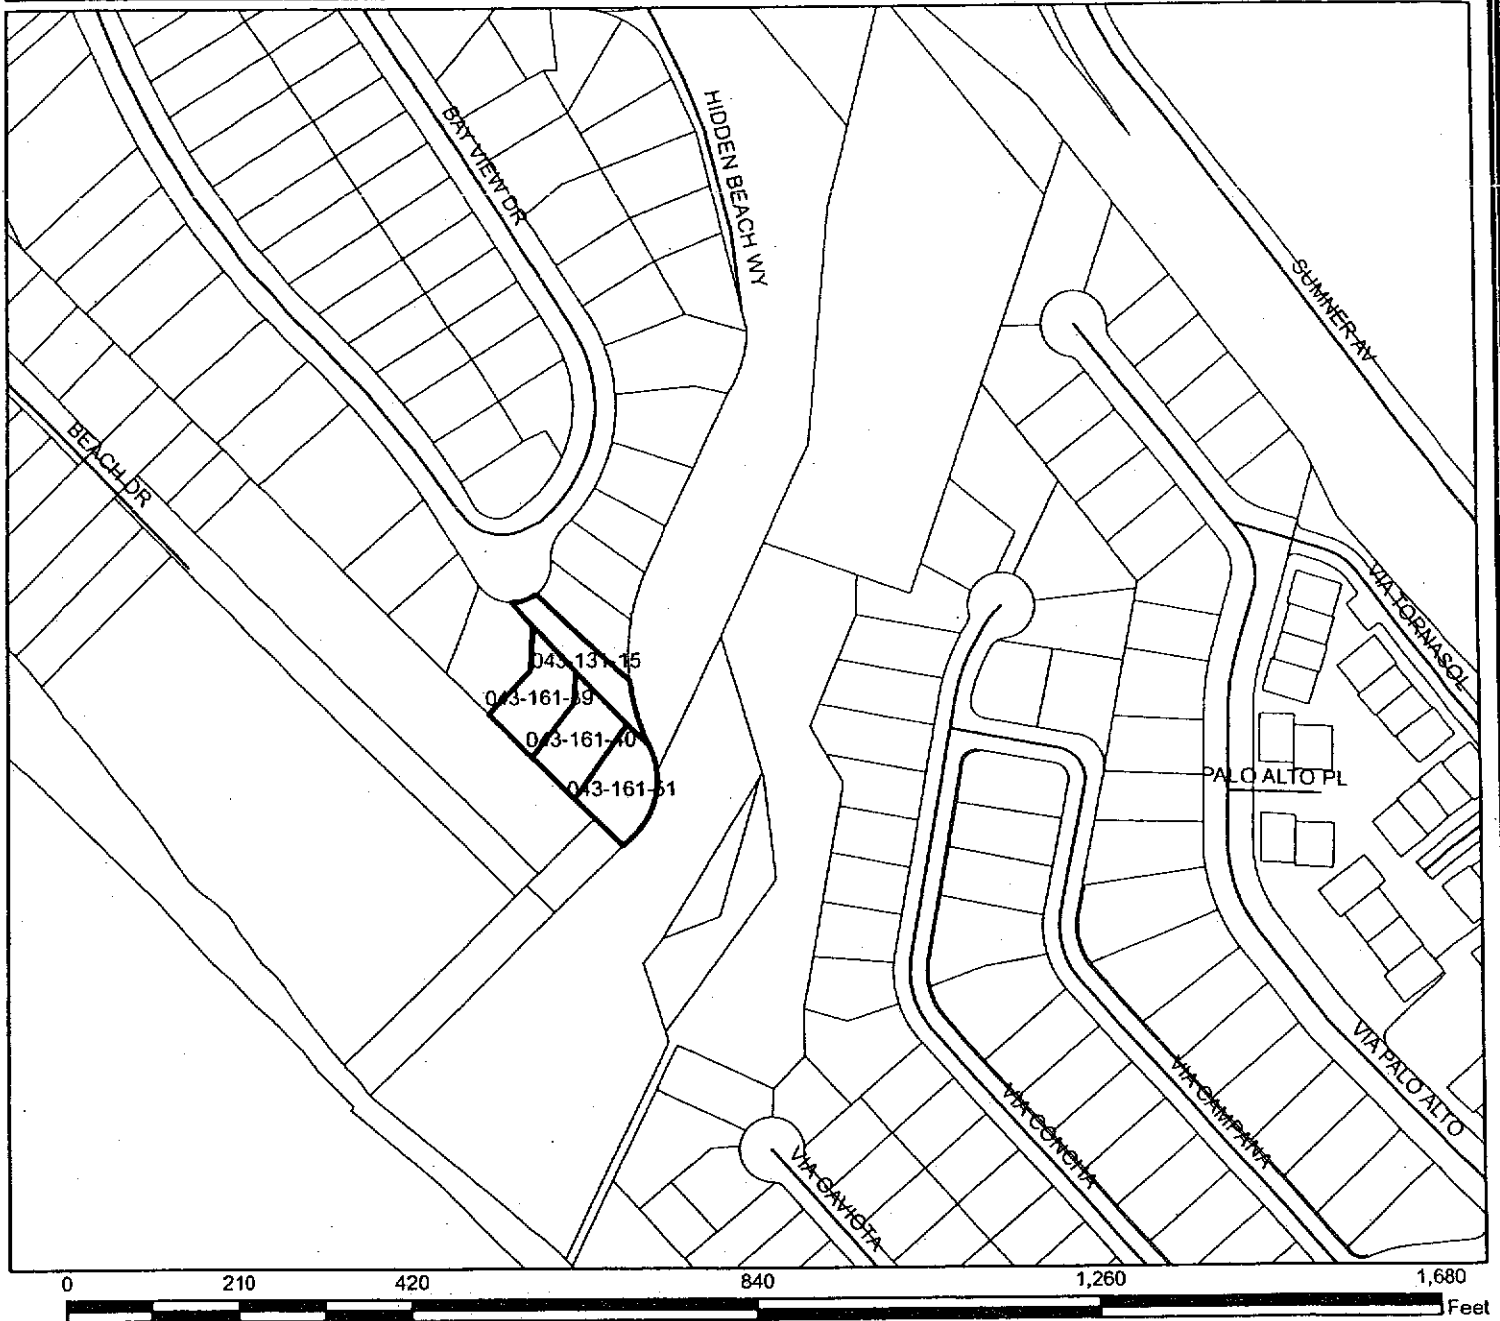 HIDDEN BEACH WY
BAY VIEW DR
SUMNER AV
BEACH DR
VIA TORNASOL
043-131-15
043-161-39
043-161-40
043-161-51
PALO ALTO PL
VIA PALO ALTO
VIA CAMPANA
VIA CONCHA
VIA GAVIOTA
0 210 420 840 1,260 1,680
Feet